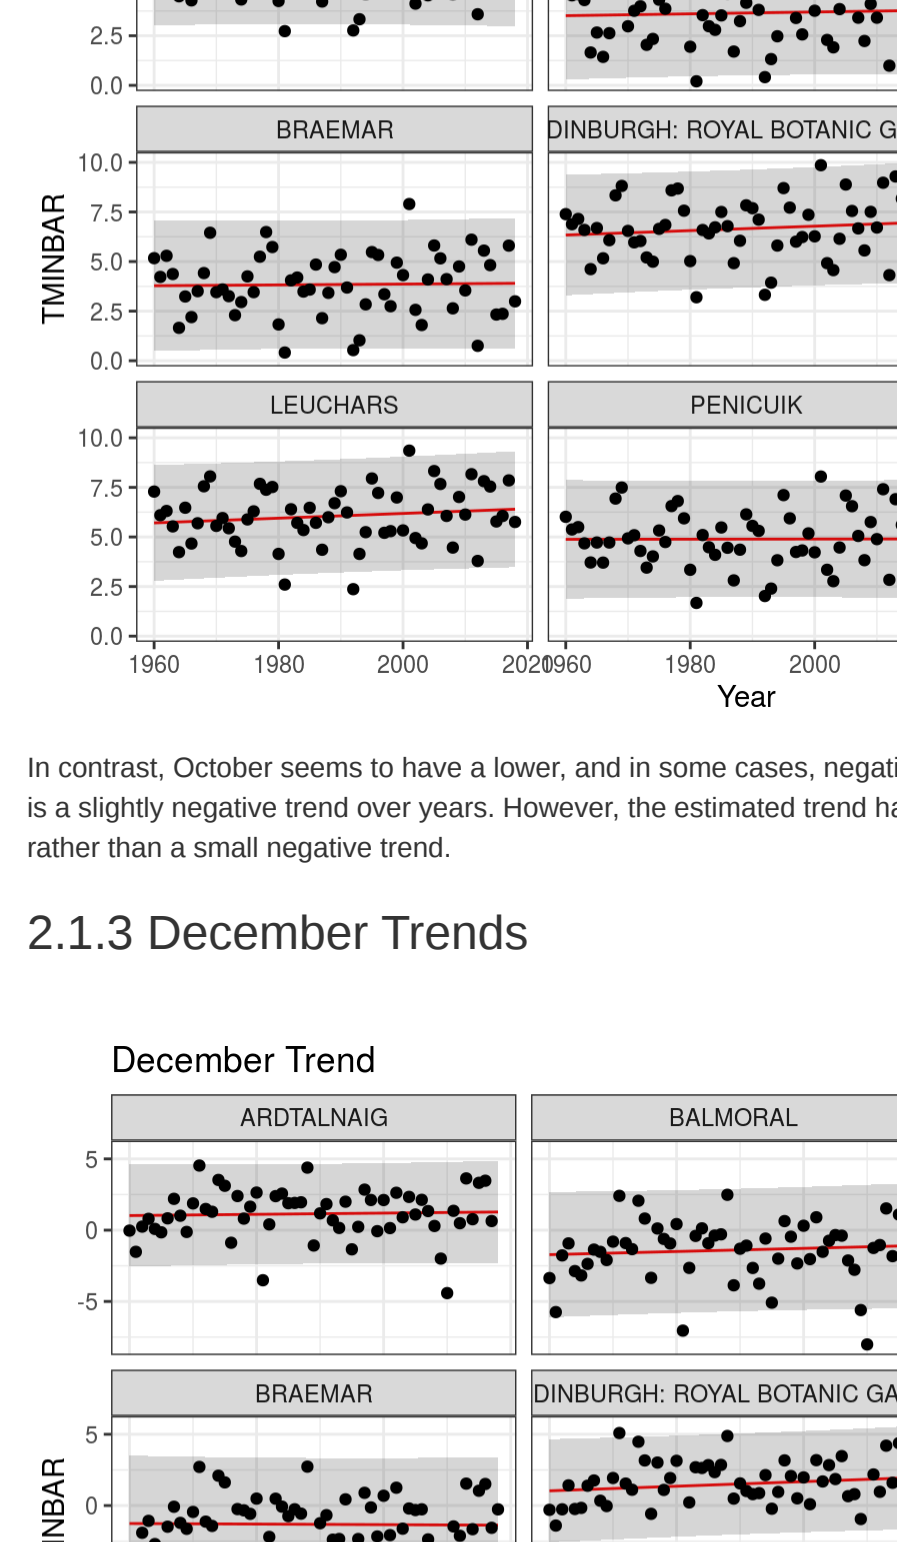 2.5
0.0
BRAEMAR
DINBURGH: ROYAL BOTANIC G
10.0
7.5
5.0
2.5
0.0
TMINBAR
LEUCHARS
PENICUIK
10.0
7.5
5.0
2.5
0.0
1960 1980 2000 2020
1960 1980 2000
Year
In contrast, October seems to have a lower, and in some cases, negati
is a slightly negative trend over years. However, the estimated trend ha
rather than a small negative trend.
2.1.3 December Trends
December Trend
ARDTALNAIG
BALMORAL
5
0
-5
BRAEMAR
DINBURGH: ROYAL BOTANIC GA
5
0
NBAR